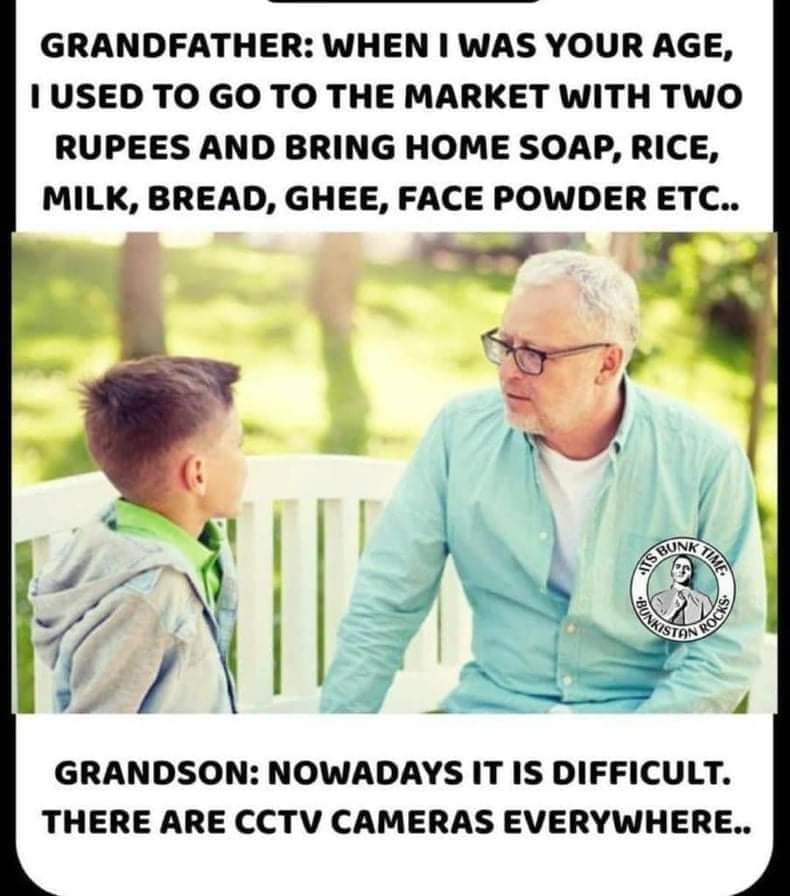 GRANDFATHER: WHEN I WAS YOUR AGE,
I USED TO GO TO THE MARKET WITH TWO
RUPEES AND BRING HOME SOAP, RICE,
MILK, BREAD, GHEE, FACE POWDER ETC..
•ITS BUNK TIME•
•BUNKISTAN ROCKS•
GRANDSON: NOWADAYS IT IS DIFFICULT.
THERE ARE CCTV CAMERAS EVERYWHERE..